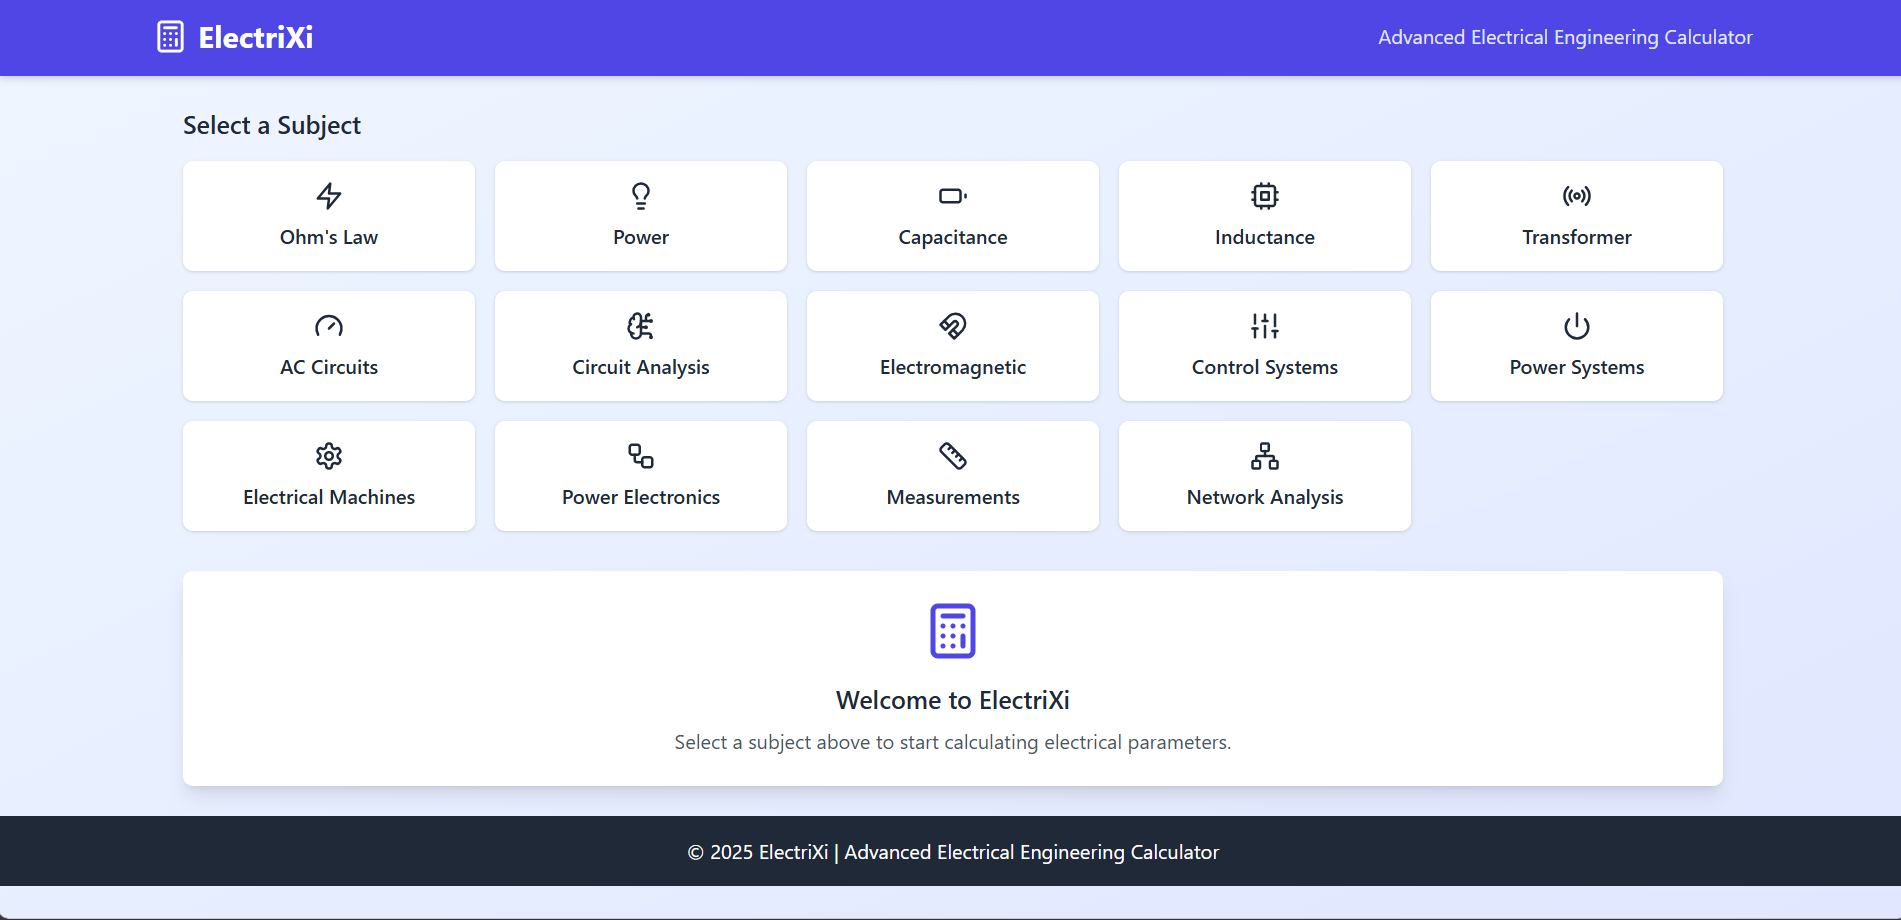 ElectriXi
Advanced Electrical Engineering Calculator
Select a Subject
Ohm's Law
Power
Capacitance
Inductance
Transformer
AC Circuits
Circuit Analysis
Electromagnetic
Control Systems
Power Systems
Electrical Machines
Power Electronics
Measurements
Network Analysis
Welcome to ElectriXi
Select a subject above to start calculating electrical parameters.
© 2025 ElectriXi | Advanced Electrical Engineering Calculator